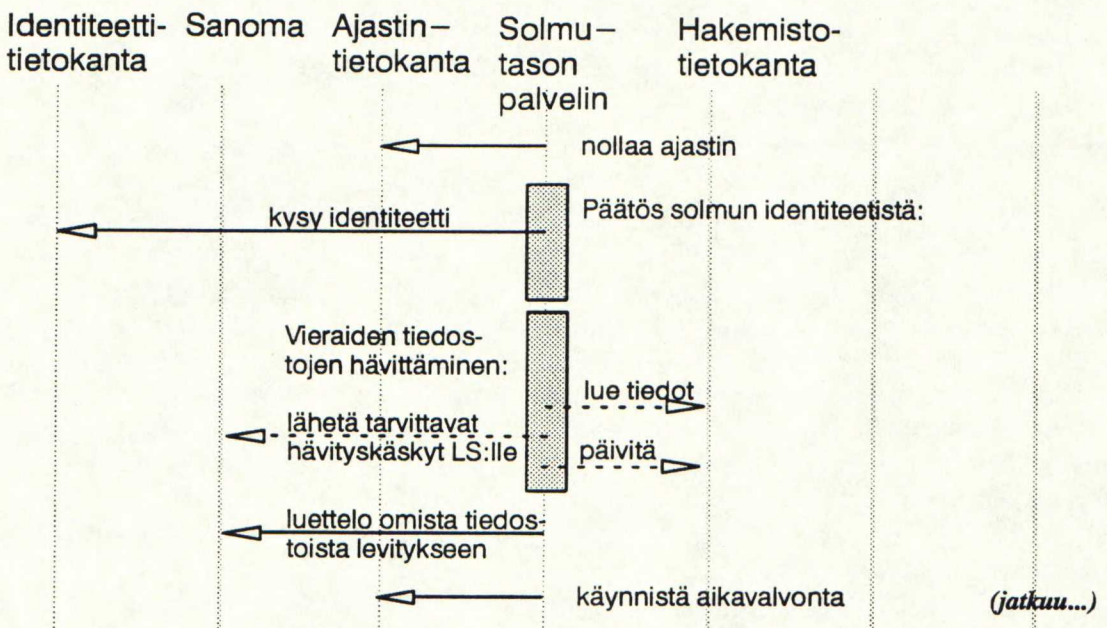 Identiteetti-
tietokanta
Sanoma
Ajastin–
tietokanta
Solmu–
tason
palvelin
Hakemisto-
tietokanta
nollaa ajastin
Päätös solmun identiteetistä:
kysy identiteetti
Vieraiden tiedos-
tojen hävittäminen:
lue tiedot
lähetä tarvittavat
hävityskäskyt LS:lle
päivitä
luettelo omista tiedos-
toista levitykseen
käynnistä aikavalvonta
(jatkuu...)